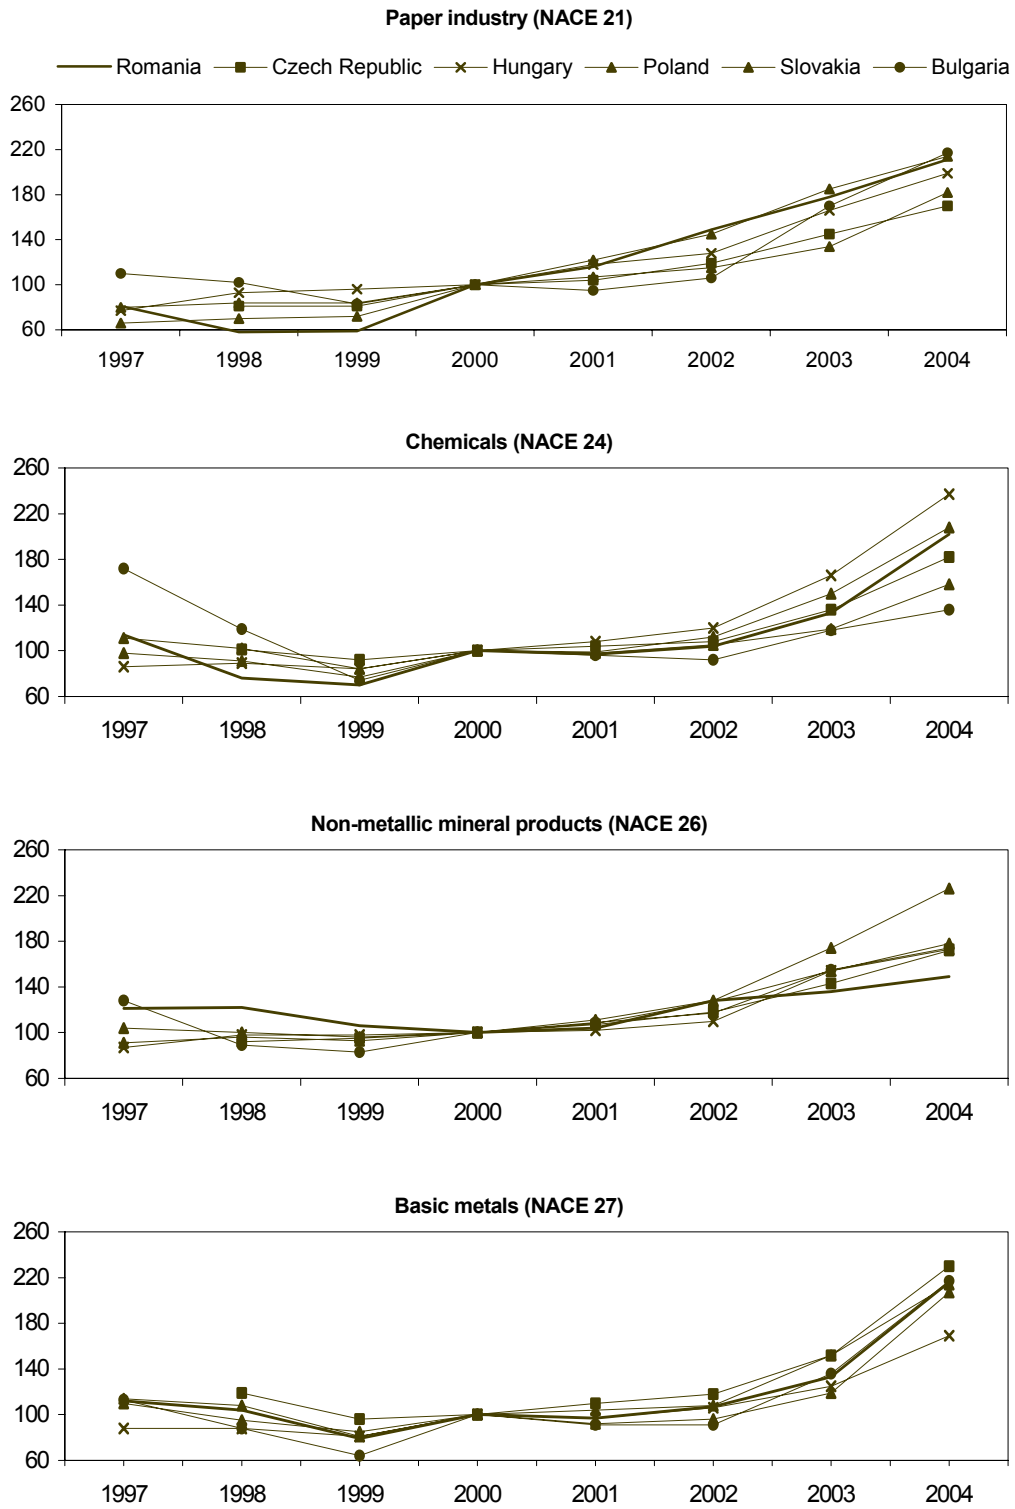 Paper industry (NACE 21)
Romania Czech Republic Hungary Poland Slovakia Bulgaria
260
220
180
140
100
60
1997 1998 1999 2000 2001 2002 2003 2004
Chemicals (NACE 24)
260
220
180
140
100
60
1997 1998 1999 2000 2001 2002 2003 2004
Non-metallic mineral products (NACE 26)
260
220
180
140
100
60
1997 1998 1999 2000 2001 2002 2003 2004
Basic metals (NACE 27)
260
220
180
140
100
60
1997 1998 1999 2000 2001 2002 2003 2004